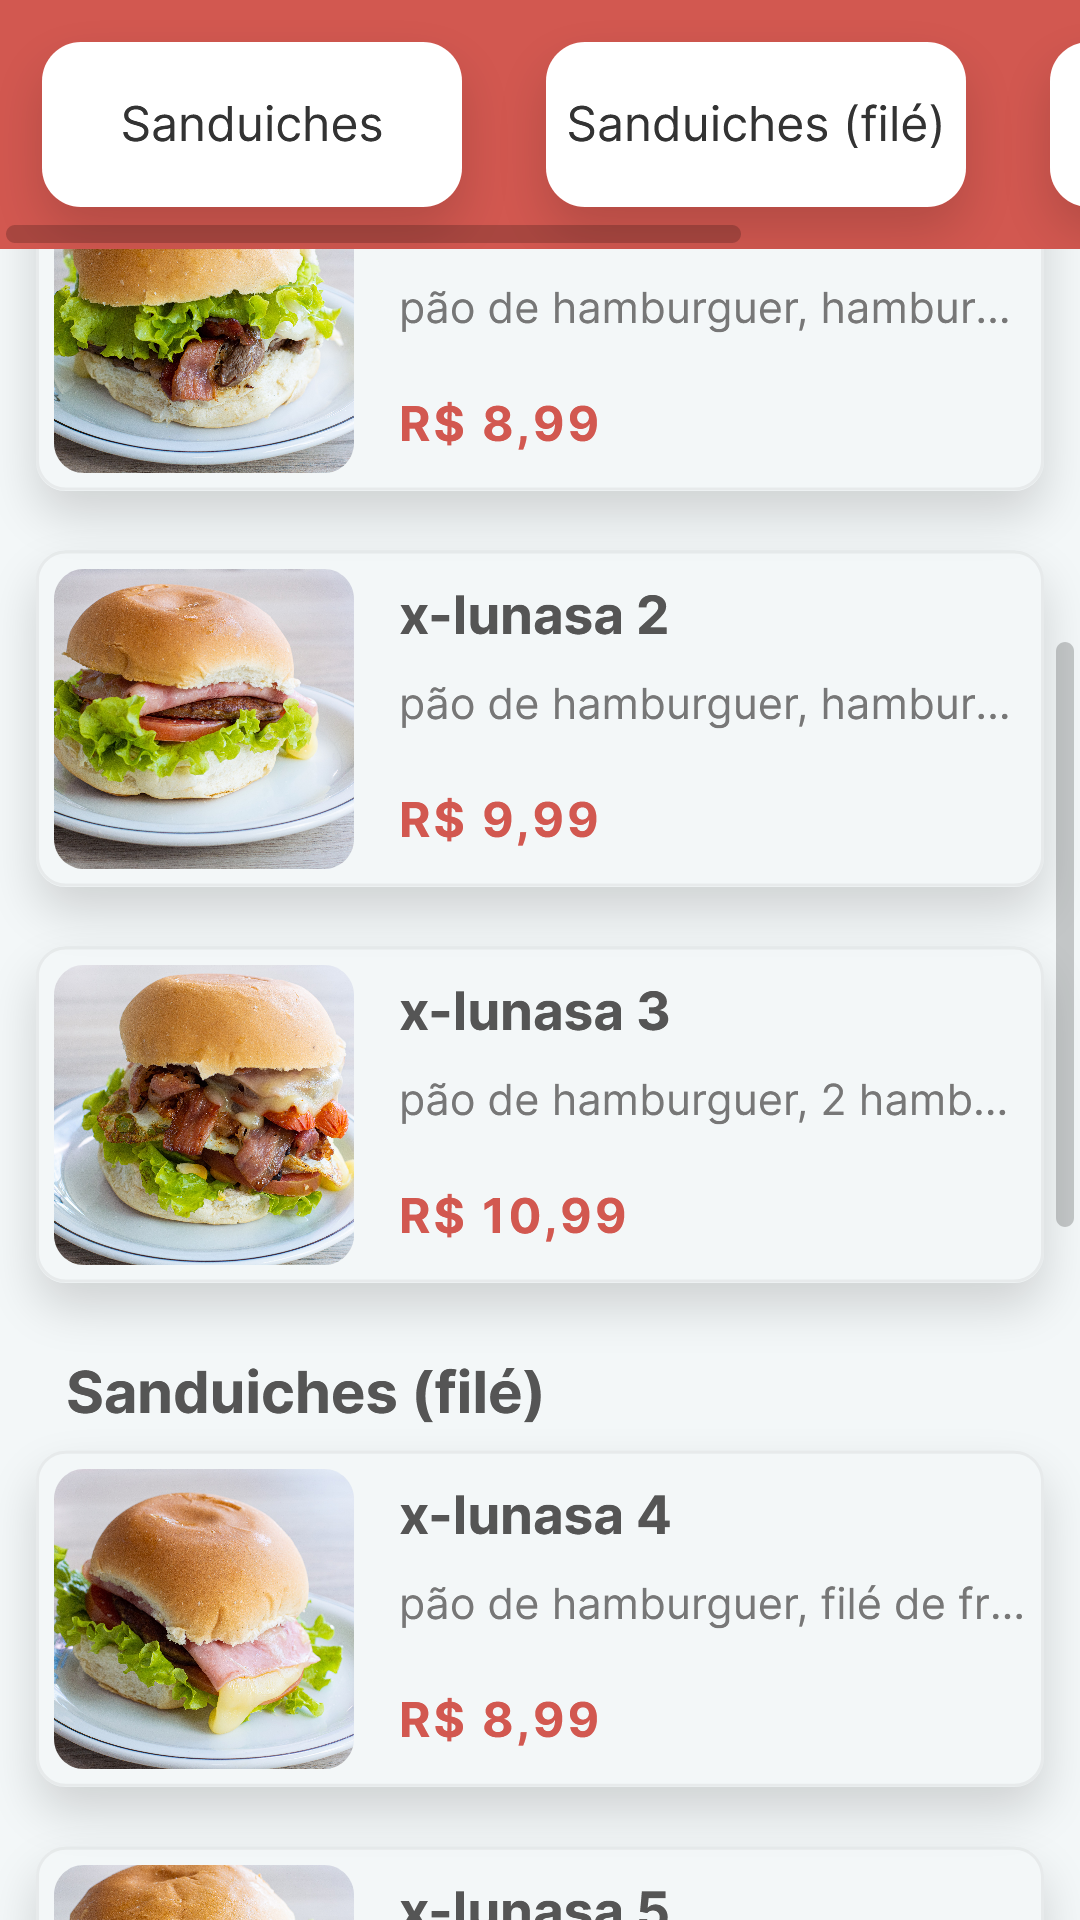 Sanduiches
Sanduiches (filé)
pão de hamburguer, hambur...
R$ 8,99
x-lunasa 2
pão de hamburguer, hambur...
R$ 9,99
x-lunasa 3
pão de hamburguer, 2 hamb...
R$ 10,99
Sanduiches (filé)
x-lunasa 4
pão de hamburguer, filé de fr...
R$ 8,99
x-lunasa 5